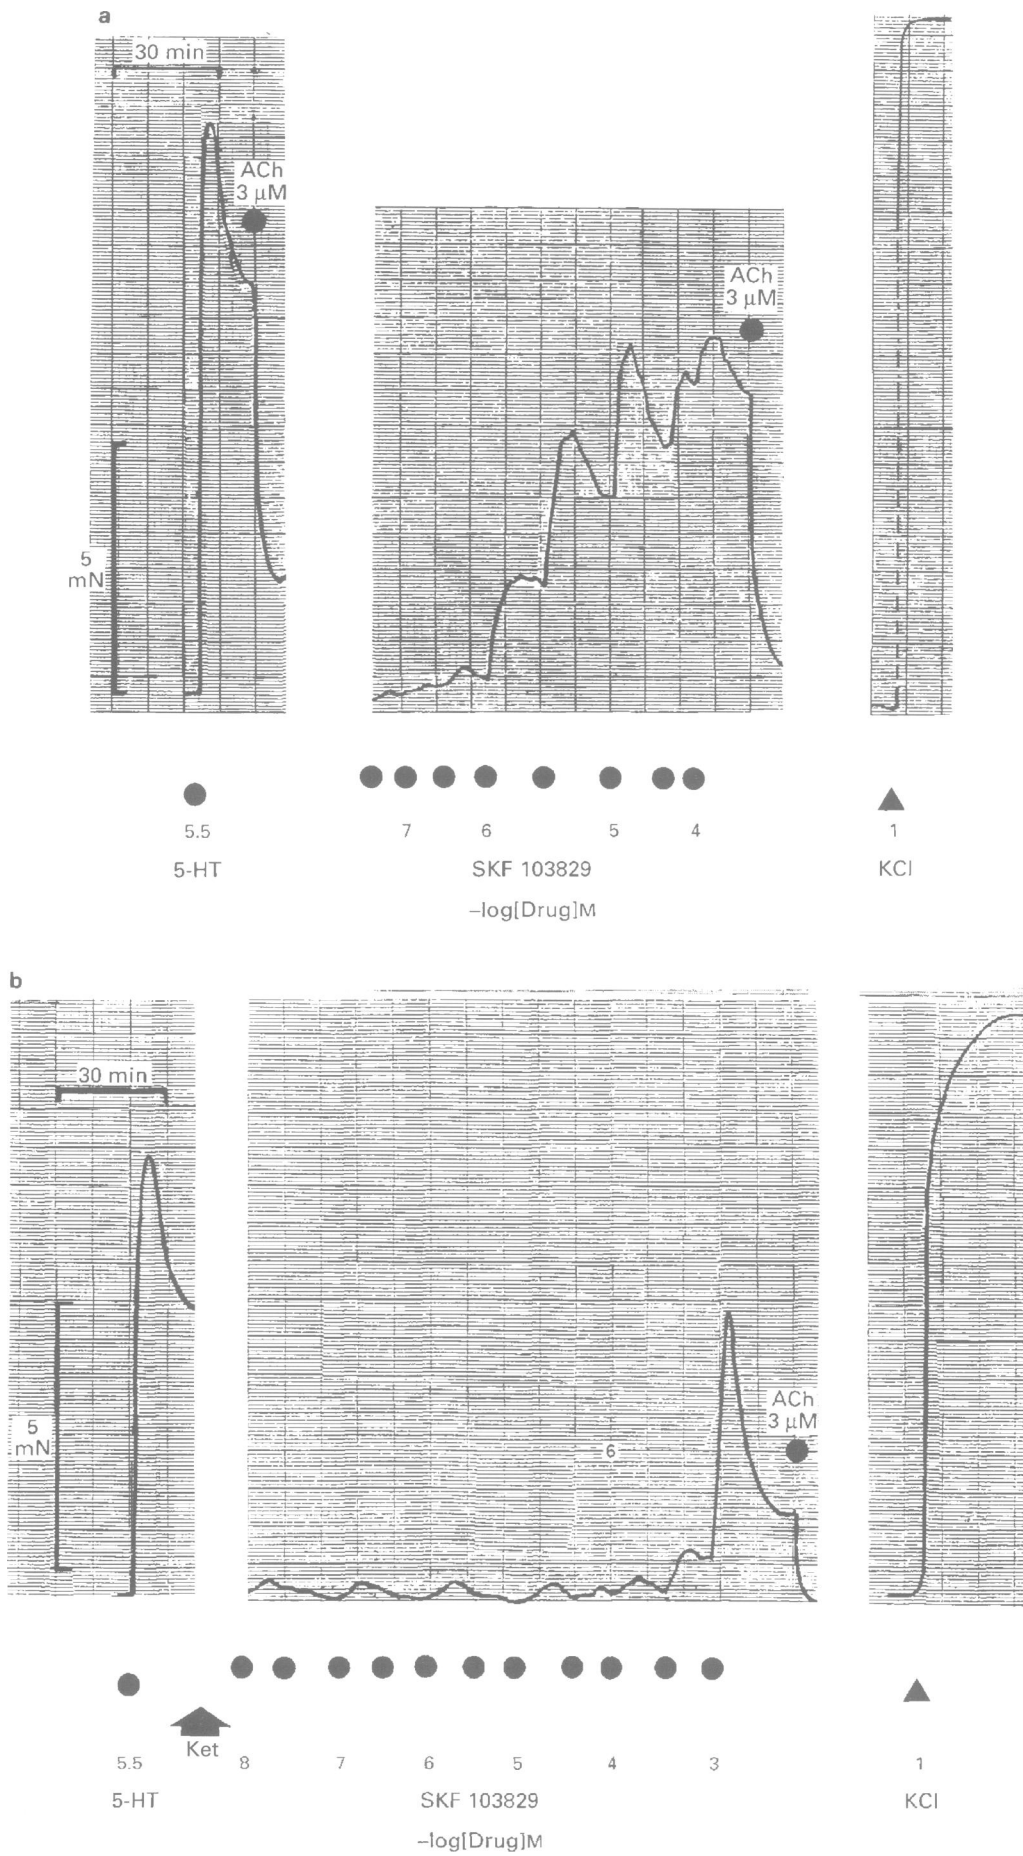 a
30 min
ACh
3 μM
ACh
3 μM
5
mN
5.5
7
6
5
4
1
5-HT
SKF 103829
KCl
–log[Drug]M
b
30 min
5
mN
6
ACh
3 μM
Ket
5.5
8
7
6
5
4
3
1
5-HT
SKF 103829
KCl
–log[Drug]M